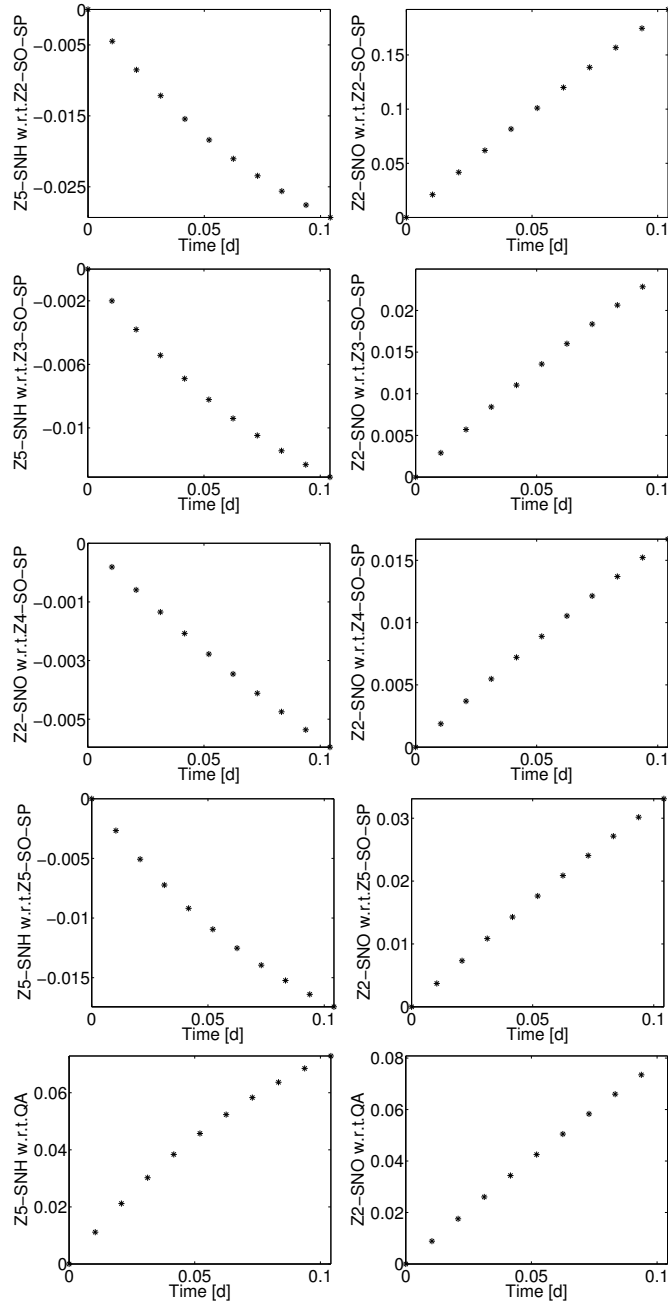 0
−0.005
−0.015
−0.025
Z5−SNH w.r.t.Z2−SO−SP
0 0.05 0.1
Time [d]
0.15
0.1
0.05
0
Z2−SNO w.r.t.Z2−SO−SP
0 0.05 0.1
Time [d]
0
−0.002
−0.006
−0.01
Z5−SNH w.r.t.Z3−SO−SP
0 0.05 0.1
Time [d]
0.02
0.015
0.01
0.005
0
Z2−SNO w.r.t.Z3−SO−SP
0 0.05 0.1
Time [d]
0
−0.001
−0.003
−0.005
Z2−SNO w.r.t.Z4−SO−SP
0 0.05 0.1
Time [d]
0.015
0.01
0.005
0
Z2−SNO w.r.t.Z4−SO−SP
0 0.05 0.1
Time [d]
0
−0.005
−0.01
−0.015
Z5−SNH w.r.t.Z5−SO−SP
0 0.05 0.1
Time [d]
0.03
0.02
0.01
0
Z2−SNO w.r.t.Z5−SO−SP
0 0.05 0.1
Time [d]
0.06
0.04
0.02
0
Z5−SNH w.r.t.QA
0 0.05 0.1
Time [d]
0.08
0.06
0.04
0.02
0
Z2−SNO w.r.t.QA
0 0.05 0.1
Time [d]